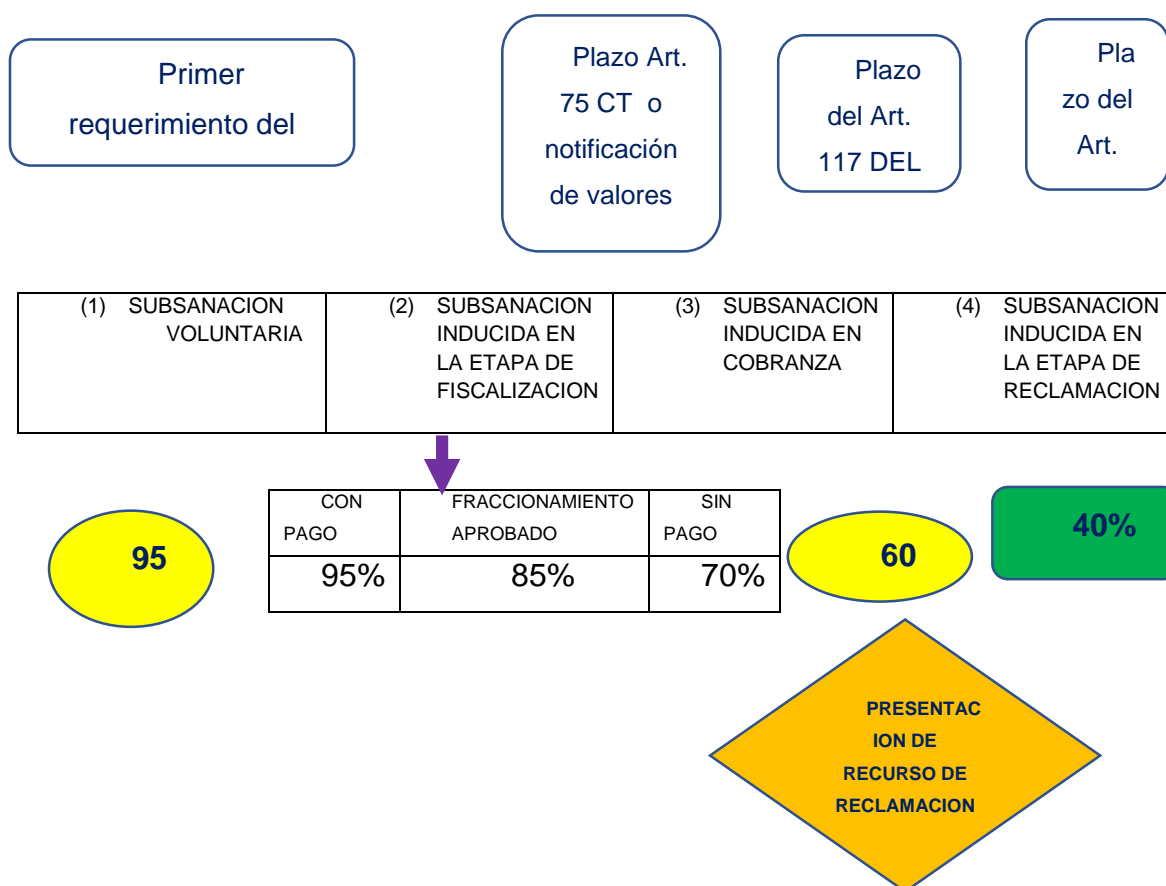 Primer
requerimiento del
Plazo Art.
75 CT o
notificación
de valores
Plazo
del Art.
117 DEL
Pla
zo del
Art.
(1) SUBSANACION
VOLUNTARIA
(2) SUBSANACION
INDUCIDA EN
LA ETAPA DE
FISCALIZACION
(3) SUBSANACION
INDUCIDA EN
COBRANZA
(4) SUBSANACION
INDUCIDA EN
LA ETAPA DE
RECLAMACION
95
CON
PAGO
FRACCIONAMIENTO
APROBADO
SIN
PAGO
95%
85%
70%
60
40%
PRESENTAC
ION DE
RECURSO DE
RECLAMACION